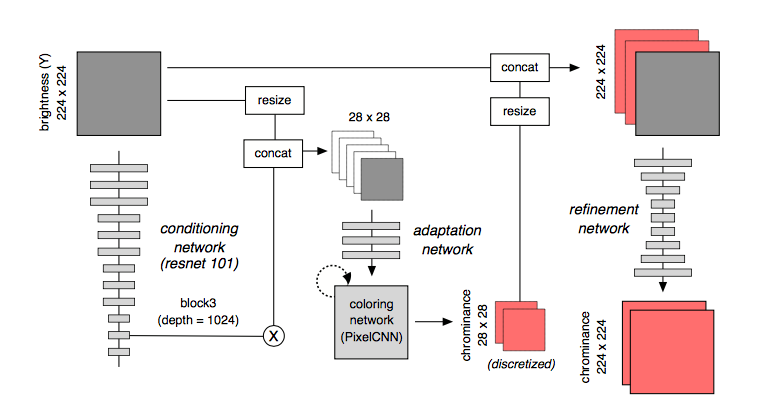 brightness (Y)
224 x 224
resize
concat
28 x 28
conditioning
network
(resnet 101)
block3
(depth = 1024)
X
adaptation
network
coloring
network
(PixelCNN)
chrominance
28 x 28
(discretized)
concat
resize
224 x 224
refinement
network
chrominance
224 x 224